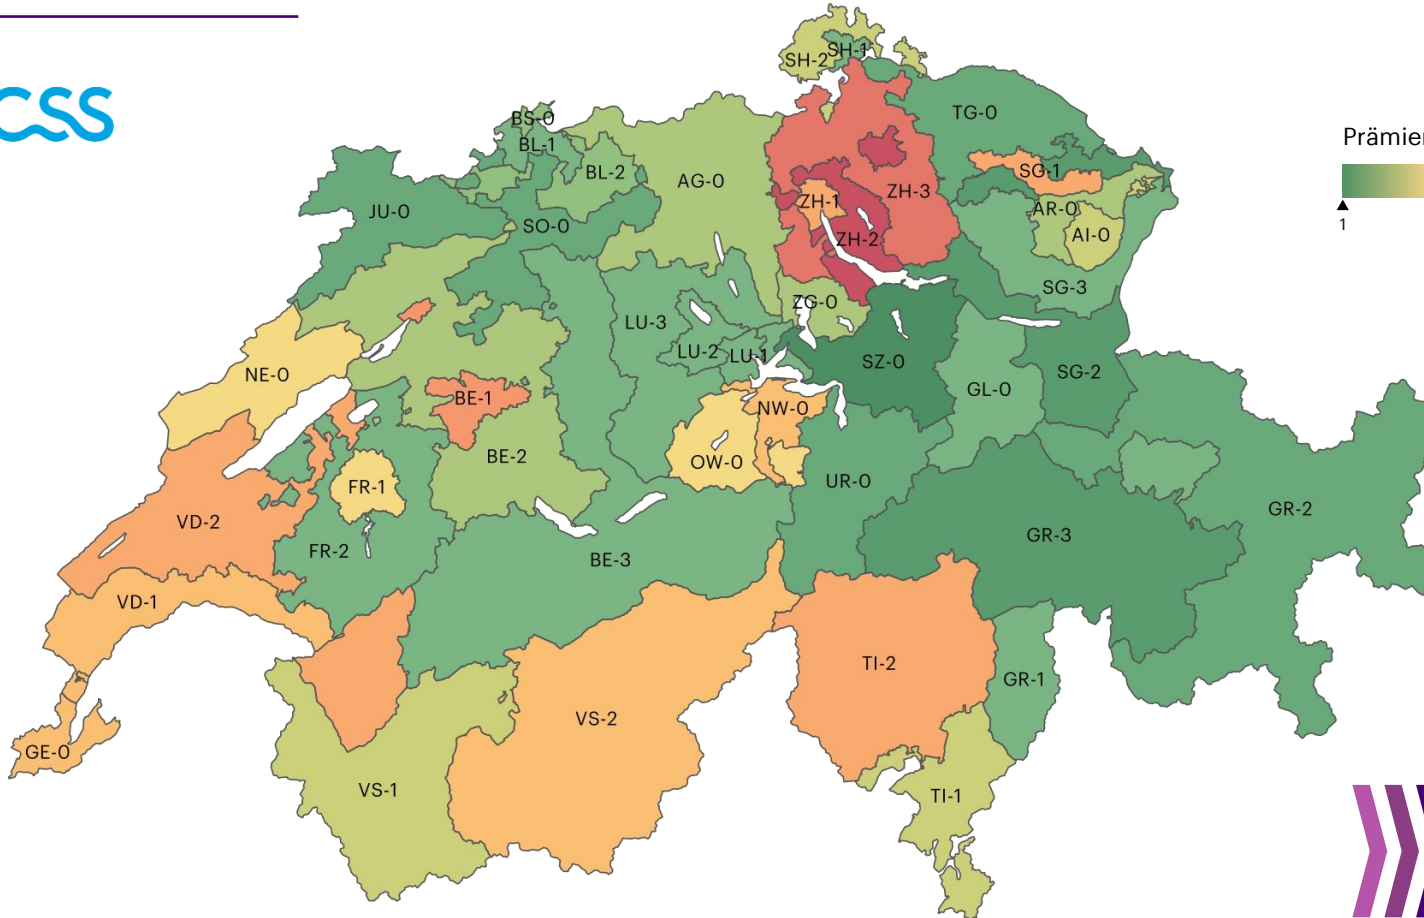 CSS
Prämien
1
SH-2
SH-1
TG-0
BS-0
BL-1
BL-2
AG-0
ZH-3
ZH-1
ZH-2
SG-1
AR-0
AI-0
JU-0
SO-0
SG-3
ZG-0
LU-3
LU-2
LU-1
SZ-0
GL-0
SG-2
NE-0
BE-1
NW-0
BE-2
OW-0
UR-0
FR-1
GR-2
VD-2
GR-3
FR-2
BE-3
VD-1
TI-2
GR-1
VS-2
GE-0
VS-1
TI-1